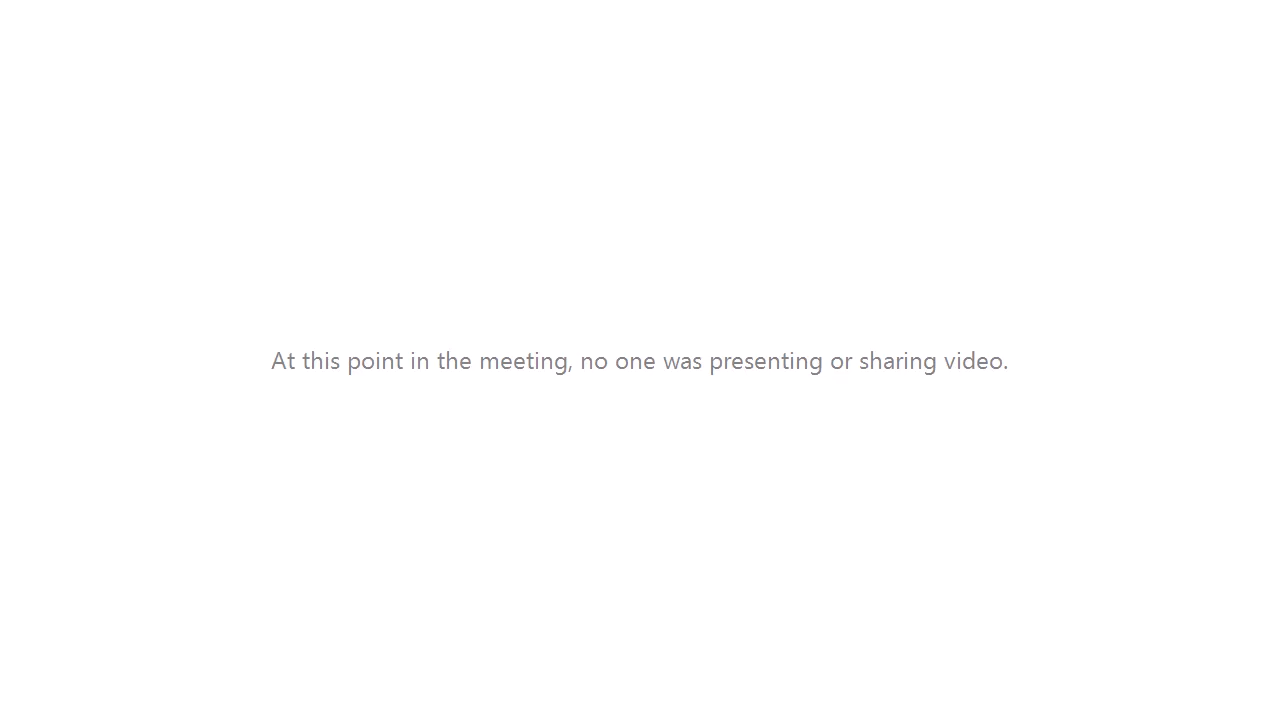 At this point in the meeting, no one was presenting or sharing video.